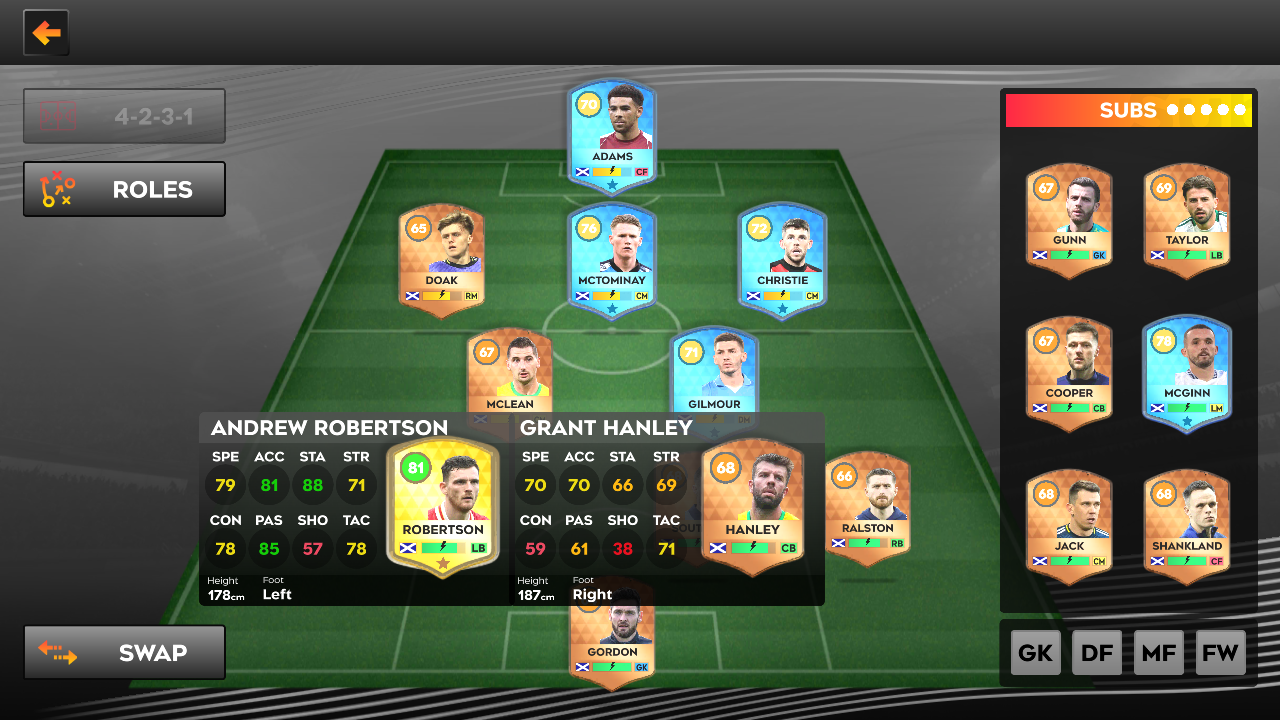 4-2-3-1
ROLES
70
ADAMS
CF
65
DOAK
RM
76
MCTOMINAY
CM
72
CHRISTIE
CM
67
MCLEAN
71
GILMOUR
DM
ANDREW ROBERTSON
SPE ACC STA STR
79 81 88 71
CON PAS SHO TAC
78 85 57 78
Height Foot
178cm Left
81
ROBERTSON
LB
GRANT HANLEY
SPE ACC STA STR
70 70 66 69
CON PAS SHO TAC
59 61 38 71
Height Foot
187cm Right
68
HANLEY
CB
66
RALSTON
RB
GORDON
GK
SWAP
SUBS
67
GUNN
GK
69
TAYLOR
LB
67
COOPER
CB
78
MCGINN
LM
68
JACK
CM
68
SHANKLAND
CF
GK DF MF FW